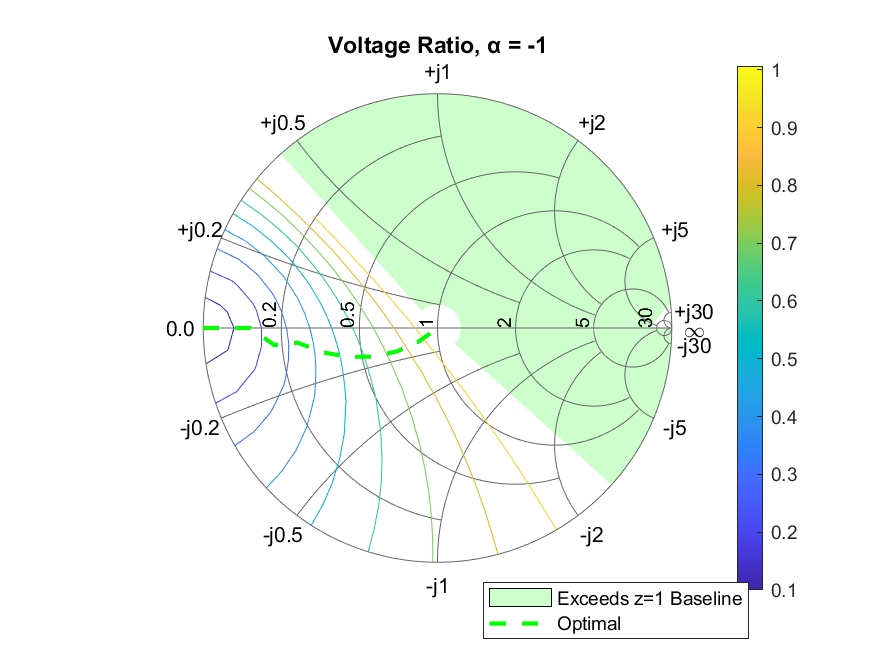 Voltage Ratio, α = -1
+j1
+j0.5
+j2
+j0.2
+j5
0.0
0.2
0.5
1
2
5
30
+j30
∞
-j30
-j0.2
-j5
-j0.5
-j2
-j1
1
0.9
0.8
0.7
0.6
0.5
0.4
0.3
0.2
0.1
Exceeds z=1 Baseline
Optimal